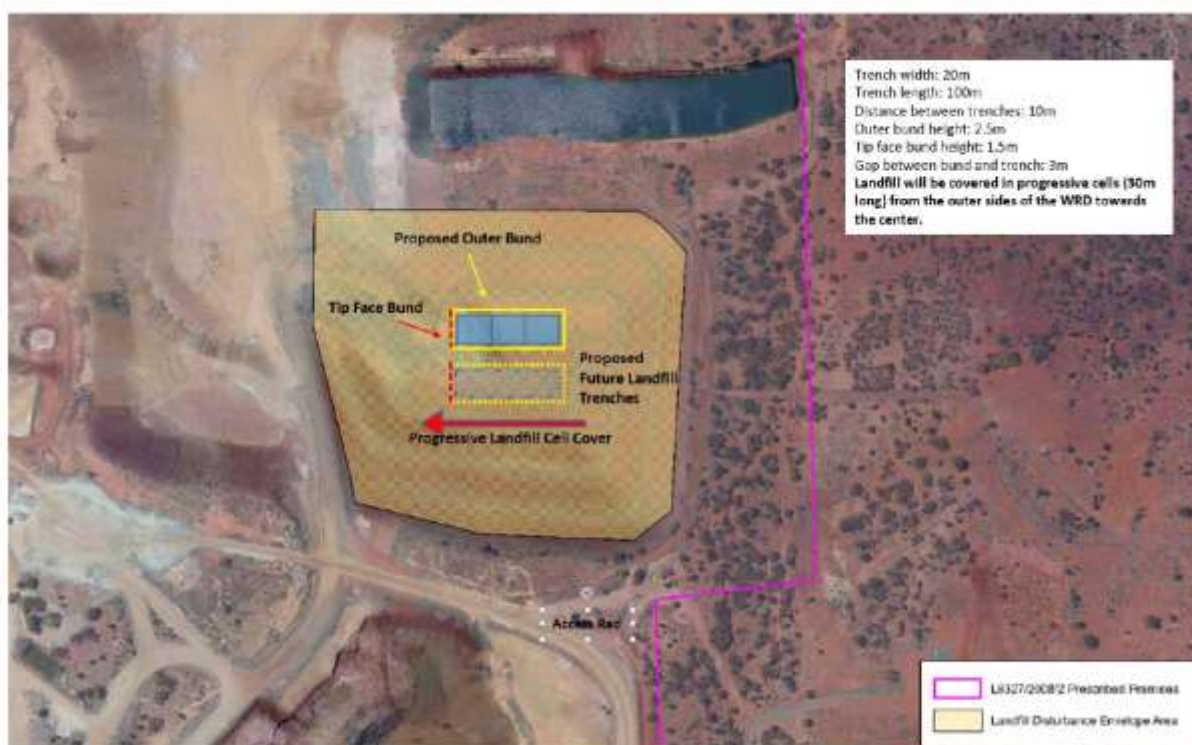 Trench width: 20m
Trench length: 100m
Distance between trenches: 10m
Outer bund height: 2.5m
Tip face bund height: 1.5m
Gap between bund and trench: 3m
Landfill will be covered in progressive cells (30m
long) from the outer sides of the WRD towards
the center.
Proposed Outer Bund
Tip Face Bund
Proposed
Future Landfill
Trenches
Progressive Landfill Cell Cover
Access
Prescribed Premises
Landfill Disturbance Envelope Area